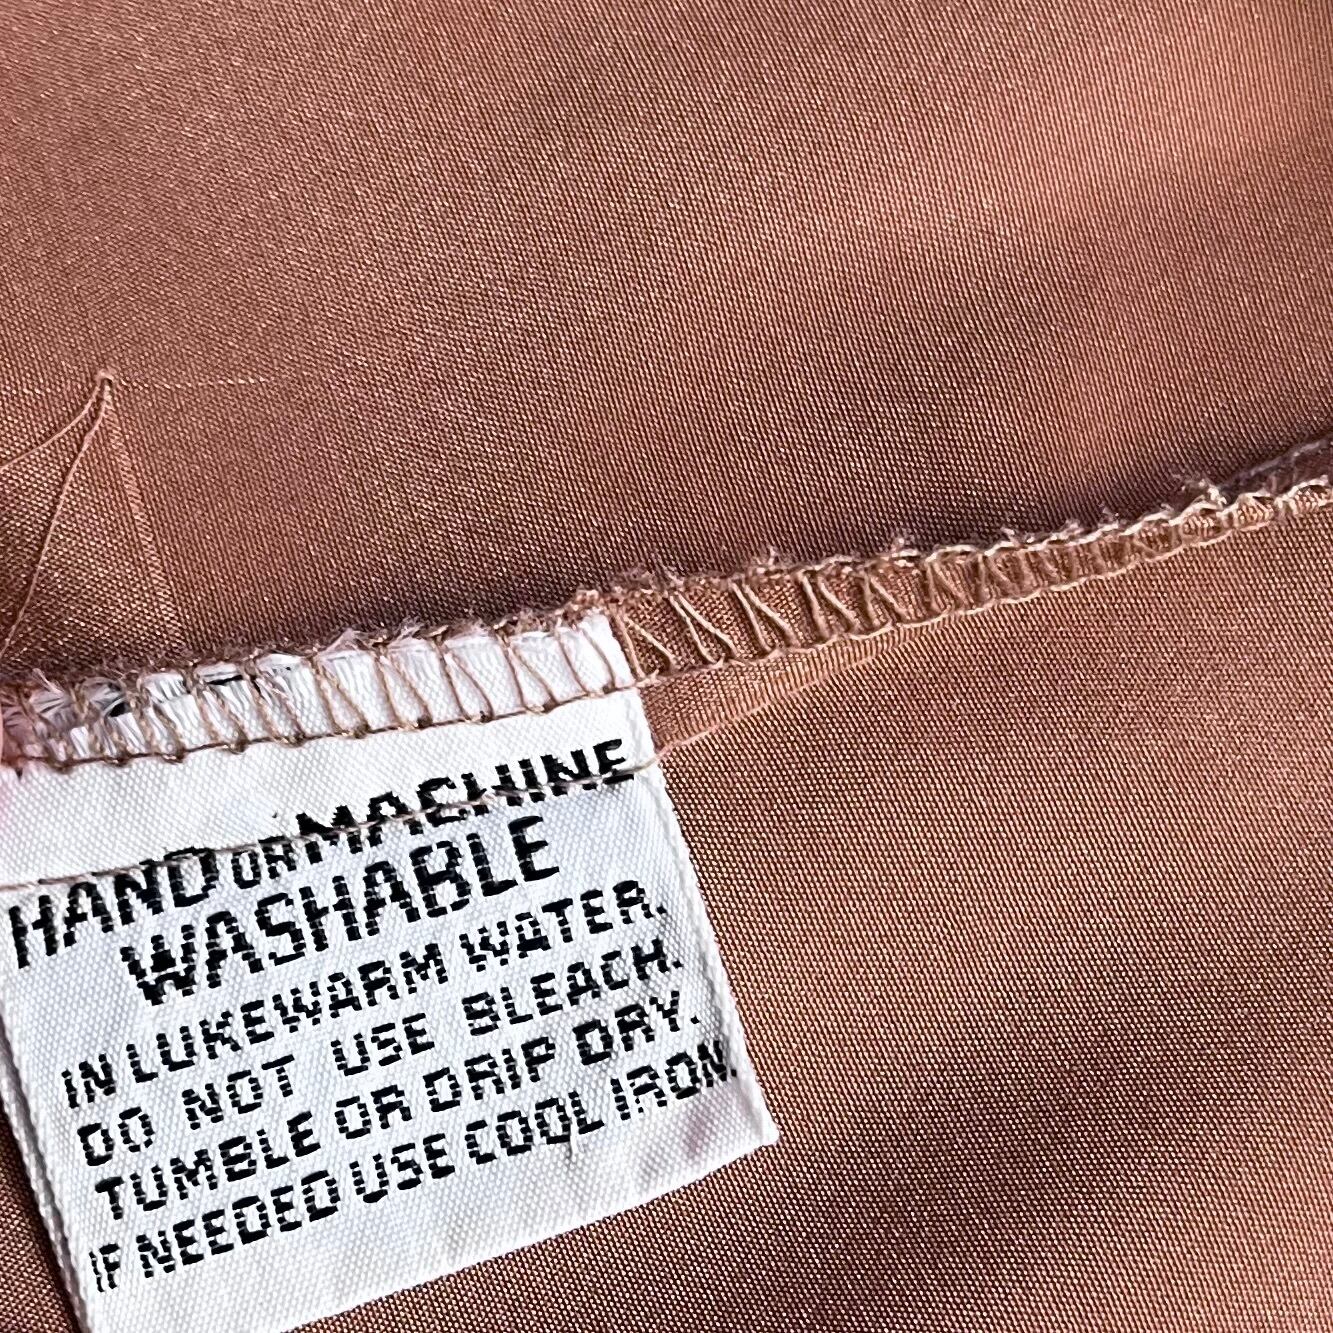 HAND OR MACHINE
WASHABLE
IN LUKEWARM WATER.
DO NOT USE BLEACH.
TUMBLE OR DRIP DRY.
IF NEEDED USE COOL IRON.